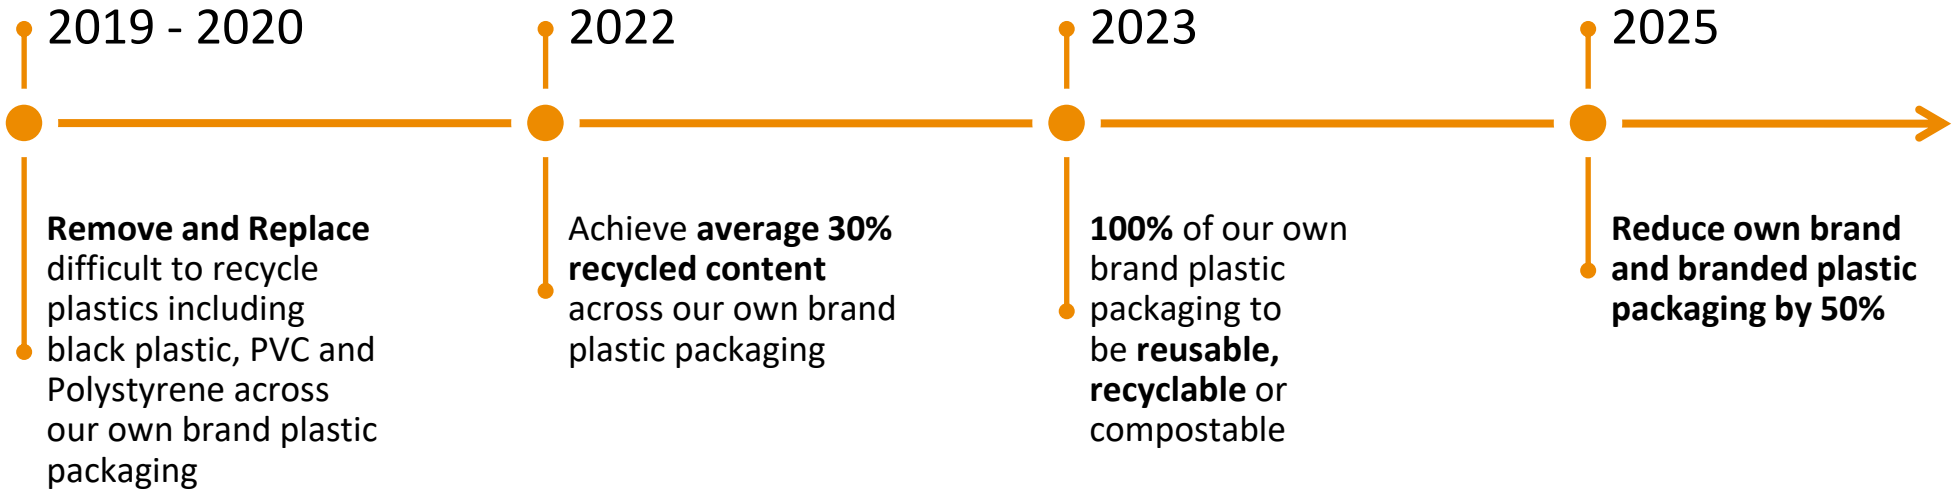 2019 - 2020
Remove and Replace
difficult to recycle
plastics including
black plastic, PVC and
Polystyrene across
our own brand plastic
packaging
2022
Achieve average 30%
recycled content
across our own brand
plastic packaging
2023
100% of our own
brand plastic
packaging to
be reusable,
recyclable or
compostable
2025
Reduce own brand
and branded plastic
packaging by 50%